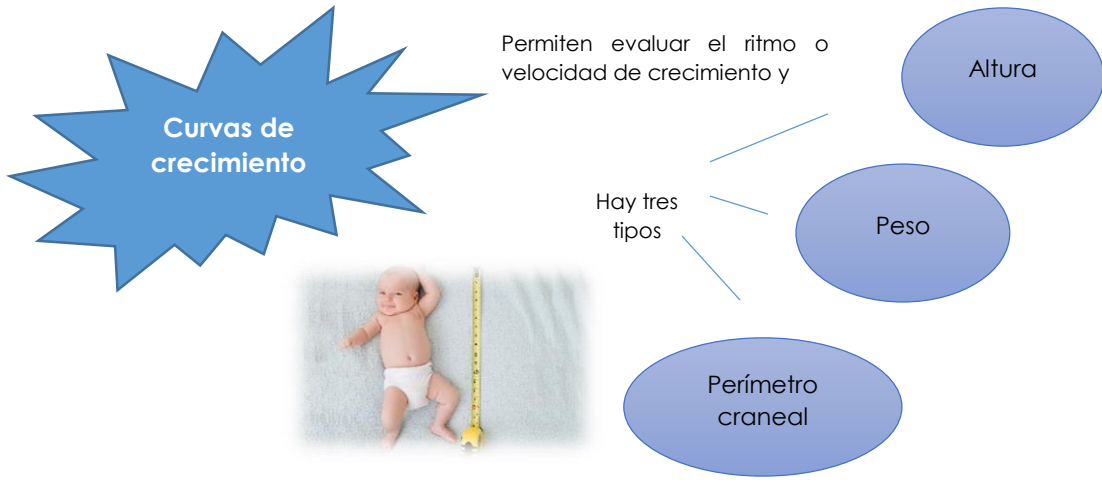 Curvas de
crecimiento
Permiten evaluar el ritmo o
velocidad de crecimiento y
Hay tres
tipos
Altura
Peso
Perímetro
craneal